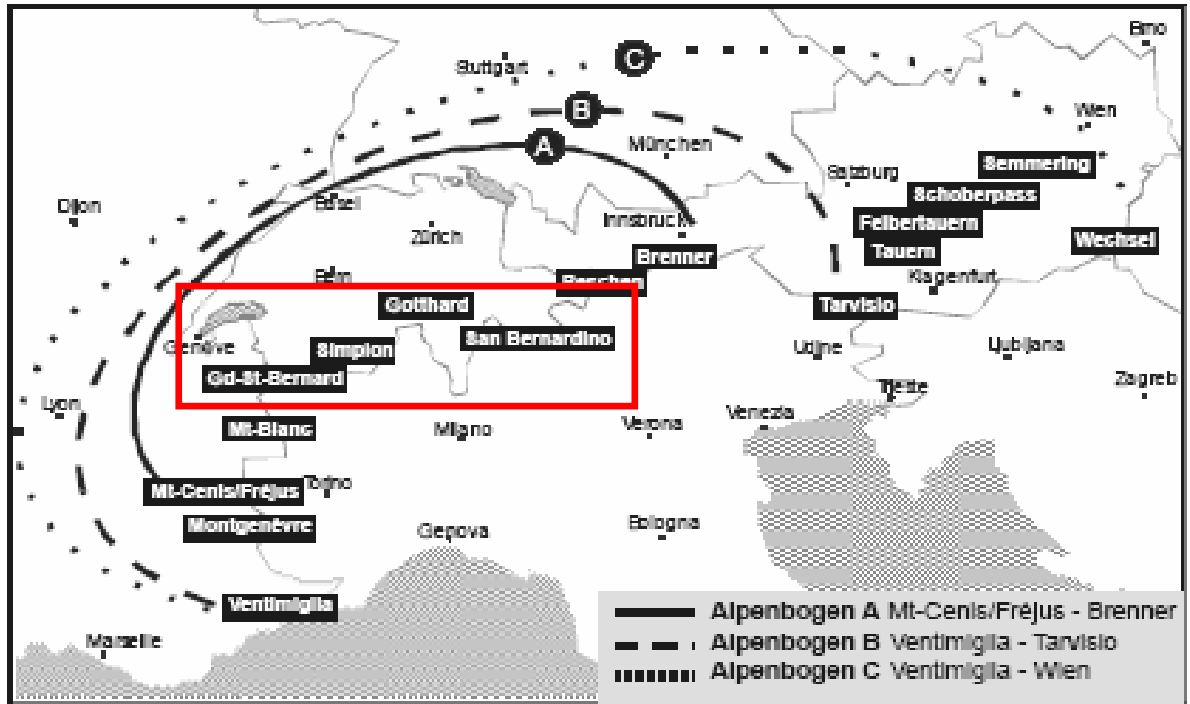 Brno
C
Stuttgart
B
Wien
A
München
Semmering
Salzburg
Schoberpass
Dijon
Basel
Innsbruck
Felbertauern
Zürich
Wechsel
Brenner
Tauern
Bern
Reschen
Klagenfurt
Gotthard
Tarvisio
San Bernardino
Genève
Simplon
Udine
Ljubljana
Gd-St-Bernard
Zagreb
Trieste
Lyon
Venezia
Mt-Blanc
Milano
Verona
Mt-Cenis/Fréjus
Torino
Montgenèvre
Genova
Bologna
Ventimiglia
Marseille
Alpenbogen A Mt-Cenis/Fréjus - Brenner
Alpenbogen B Ventimiglia - Tarvisio
Alpenbogen C Ventimiglia - Wien